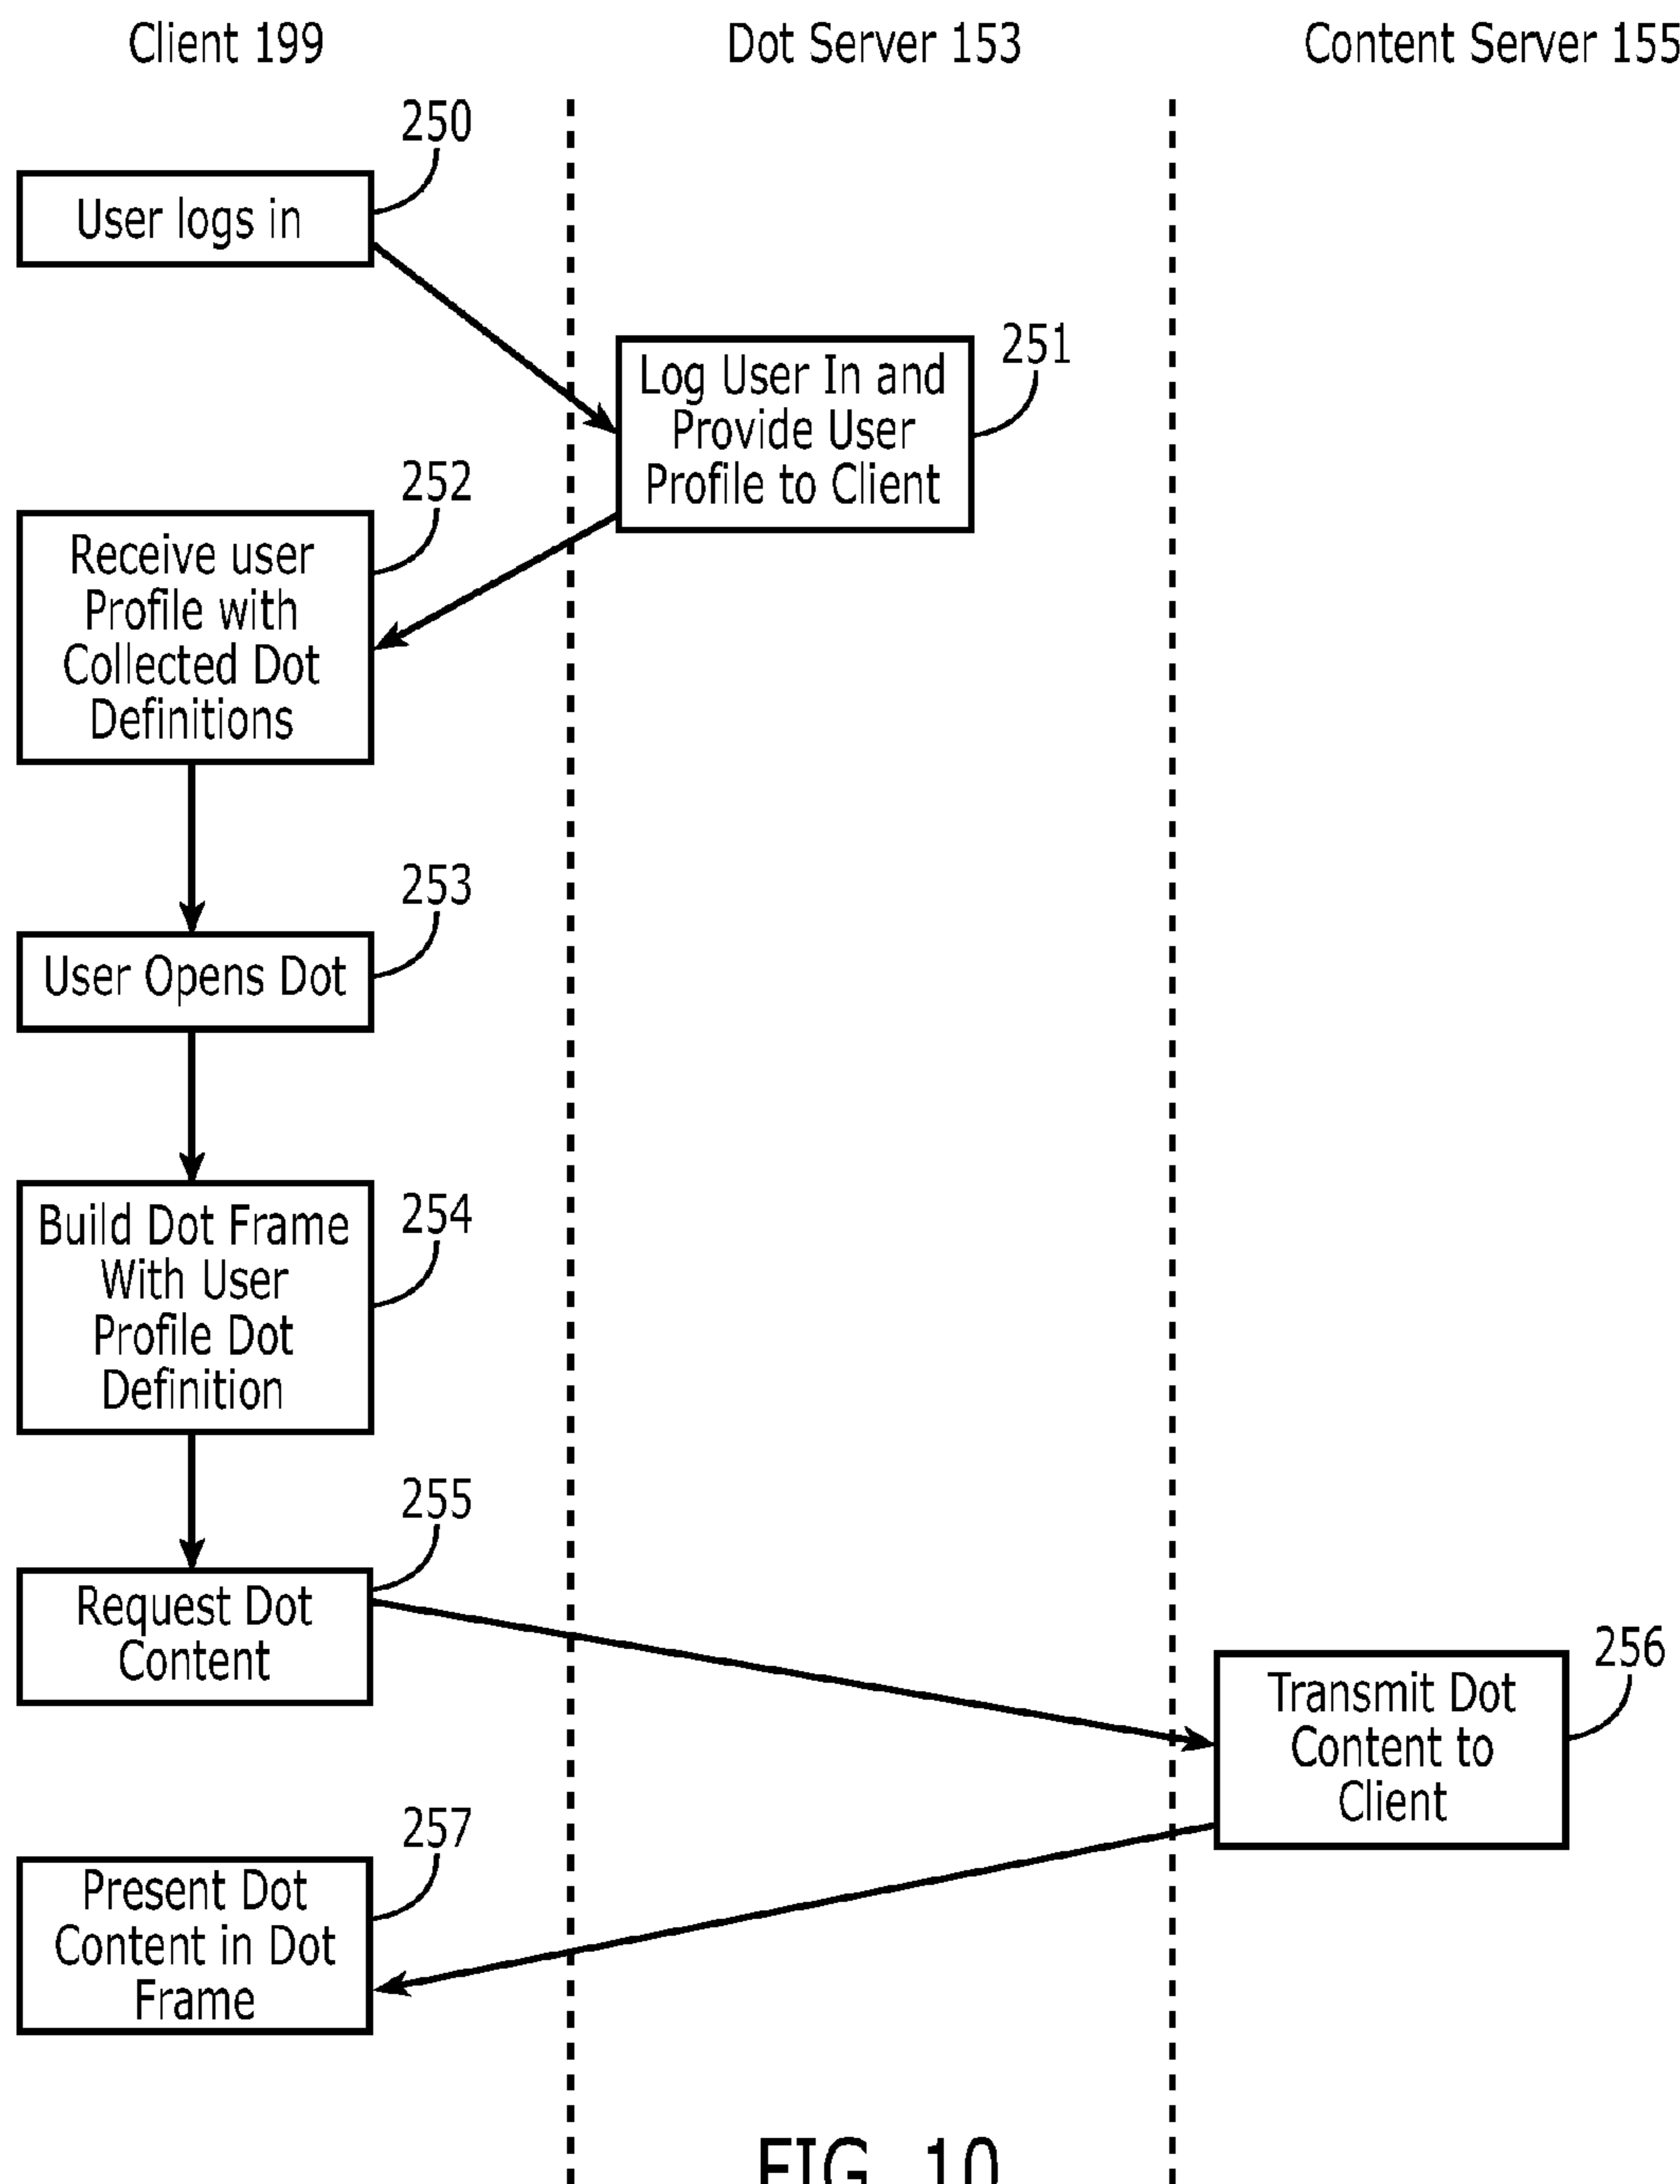 Client 199
Dot Server 153
Content Server 155
250
User logs in
251
Log User In and
Provide User
Profile to Client
252
Receive user
Profile with
Collected Dot
Definitions
253
User Opens Dot
254
Build Dot Frame
With User
Profile Dot
Definition
255
Request Dot
Content
256
Transmit Dot
Content to
Client
257
Present Dot
Content in Dot
Frame
FIG. 10